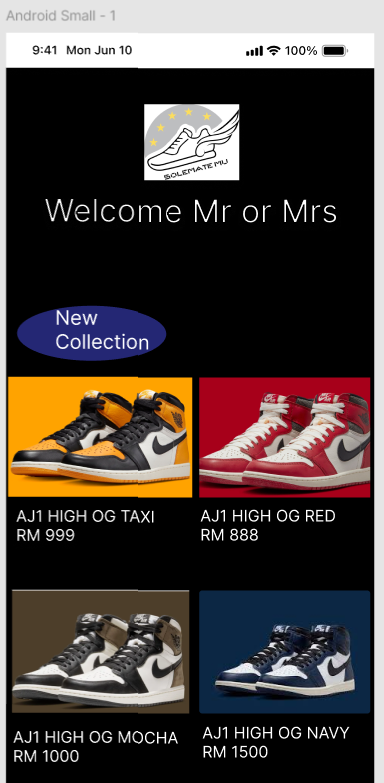 Android Small - 1
9:41 Mon Jun 10
100%
SOLEMATE MU
Welcome Mr or Mrs
New
Collection
AJ1 HIGH OG TAXI
RM 999
AJ1 HIGH OG RED
RM 888
AJ1 HIGH OG MOCHA
RM 1000
AJ1 HIGH OG NAVY
RM 1500